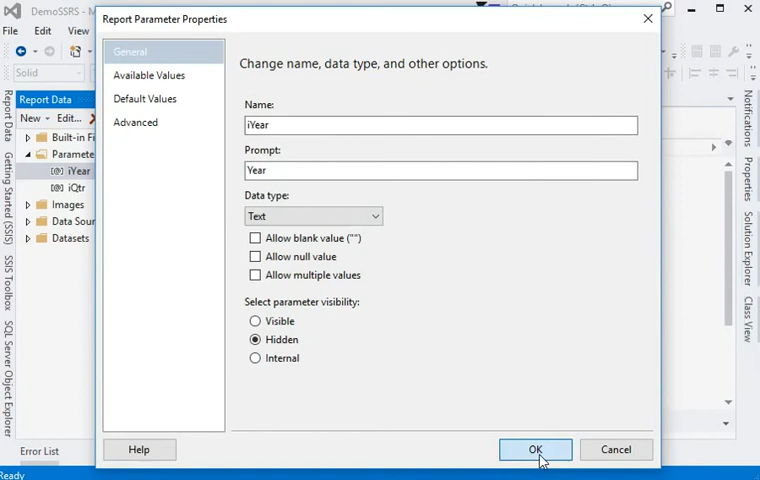 DemoSSRS - M
Report Parameter Properties
File Edit View
Solid
Report Data
New Edit...
Built-in Fi
Paramete
[@] iYear
[@] iQtr
Images
Data Sour
Datasets
Report Data
Getting Started (SSIS)
SSIS Toolbox
SQL Server Object Explorer
General
Available Values
Default Values
Advanced
Change name, data type, and other options.
Name:
iYear
Prompt:
Year
Data type:
Text
Allow blank value ("")
Allow null value
Allow multiple values
Select parameter visibility:
Visible
Hidden
Internal
Help
OK
Cancel
Notifications
Properties
Solution Explorer
Class View
Error List
Ready